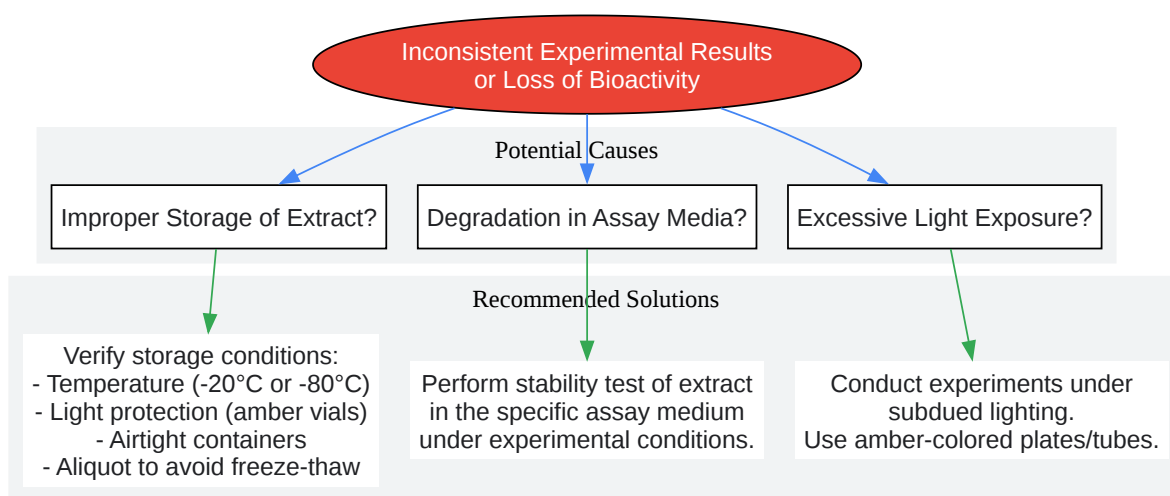 Inconsistent Experimental Results
or Loss of Bioactivity
Potential Causes
Improper Storage of Extract?
Degradation in Assay Media?
Excessive Light Exposure?
Recommended Solutions
Verify storage conditions:
- Temperature (-20°C or -80°C)
- Light protection (amber vials)
- Airtight containers
- Aliquot to avoid freeze-thaw
Perform stability test of extract
in the specific assay medium
under experimental conditions.
Conduct experiments under
subdued lighting.
Use amber-colored plates/tubes.